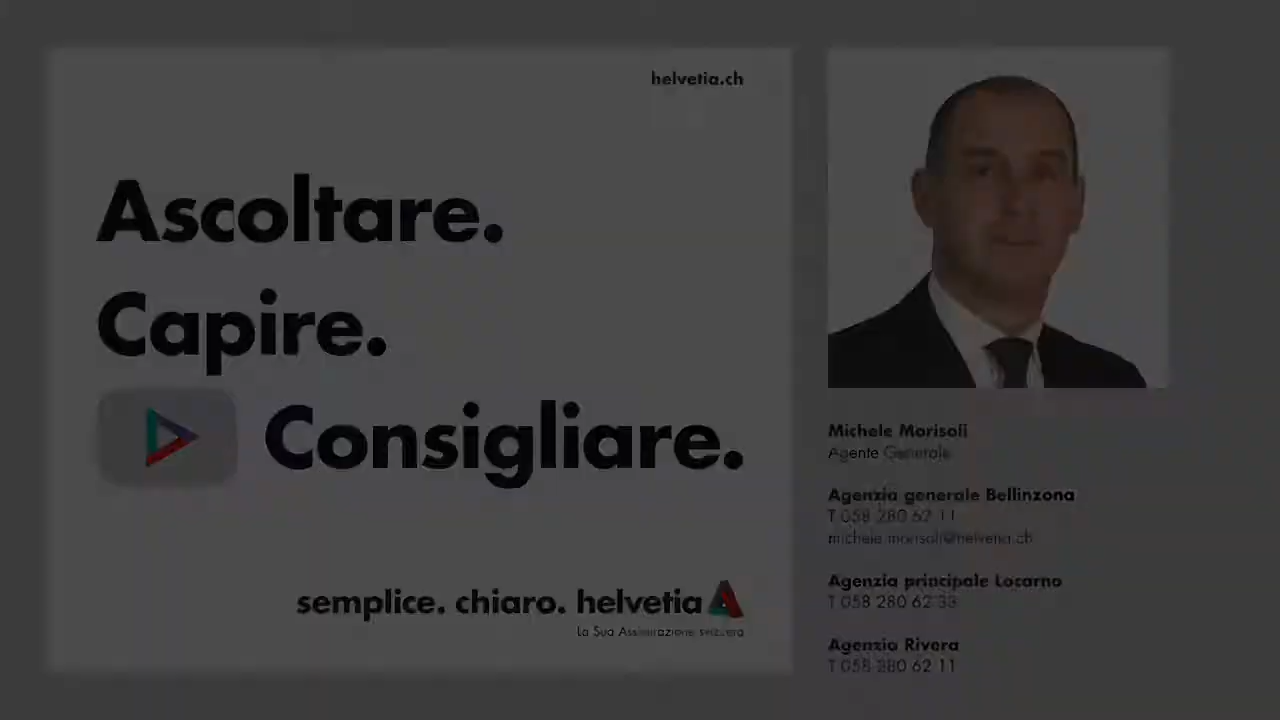 helvetia.ch
Ascoltare.
Capire.
Consigliare.
semplice. chiaro. helvetia
La Sua Assicurazione svizzera
Michele Morisoli
Agente Generale
Agenzia generale Bellinzona
T 058 280 62 11
michele.morisoli@helvetia.ch
Agenzia principale Locarno
T 058 280 62 33
Agenzia Rivera
T 058 280 62 11